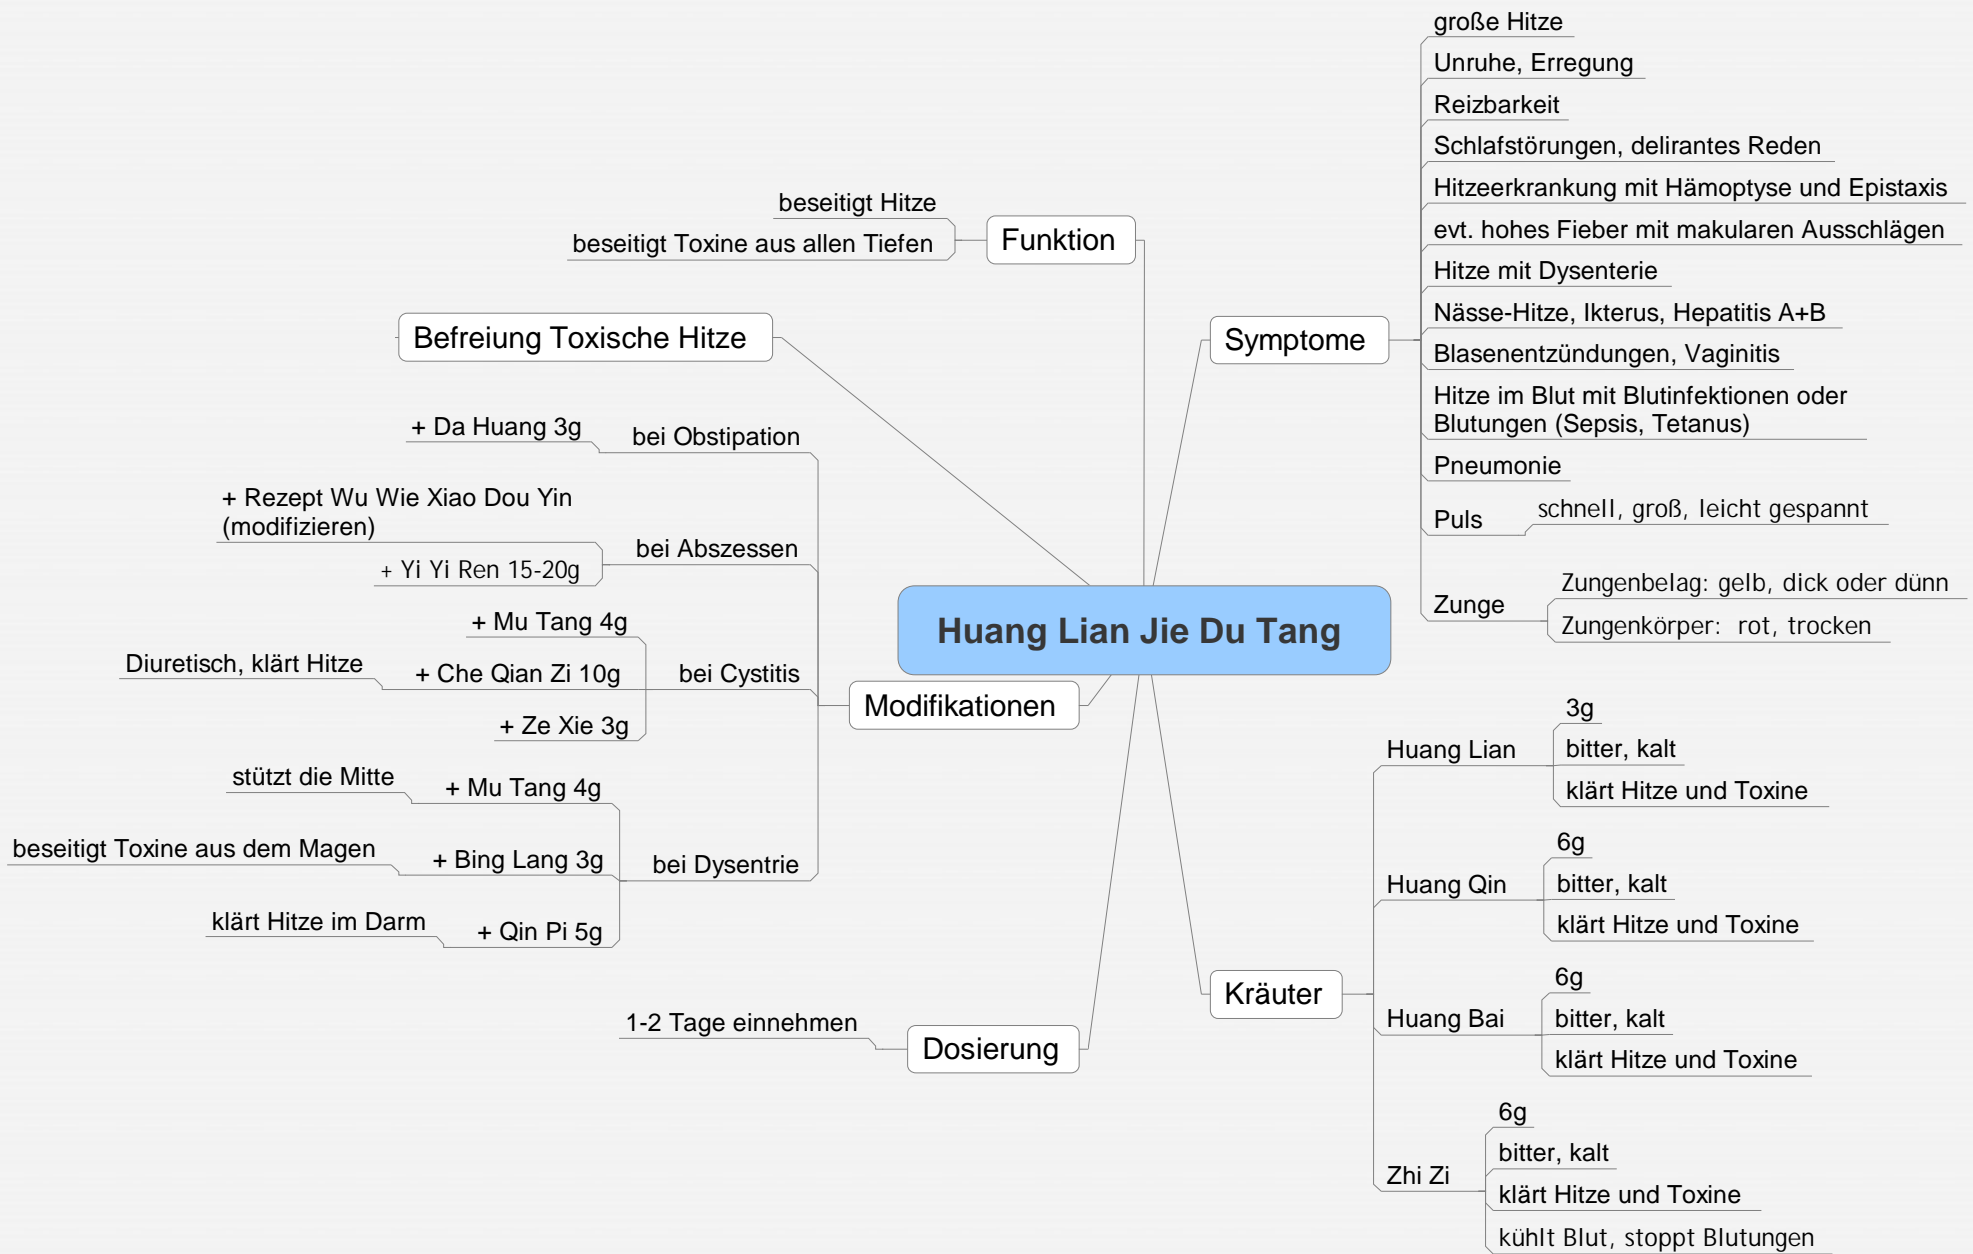 Huang Lian Jie Du Tang
Funktion
beseitigt Hitze
beseitigt Toxine aus allen Tiefen
Befreiung Toxische Hitze
Modifikationen
bei Obstipation
+ Da Huang 3g
bei Abszessen
+ Rezept Wu Wie Xiao Dou Yin
(modifizieren)
+ Yi Yi Ren 15-20g
bei Cystitis
+ Mu Tang 4g
+ Che Qian Zi 10g
Diuretisch, klärt Hitze
+ Ze Xie 3g
bei Dysentrie
+ Mu Tang 4g
stützt die Mitte
+ Bing Lang 3g
beseitigt Toxine aus dem Magen
+ Qin Pi 5g
klärt Hitze im Darm
Dosierung
1-2 Tage einnehmen
Symptome
große Hitze
Unruhe, Erregung
Reizbarkeit
Schlafstörungen, delirantes Reden
Hitzeerkrankung mit Hämoptyse und Epistaxis
evt. hohes Fieber mit makularen Ausschlägen
Hitze mit Dysenterie
Nässe-Hitze, Ikterus, Hepatitis A+B
Blasenentzündungen, Vaginitis
Hitze im Blut mit Blutinfektionen oder
Blutungen (Sepsis, Tetanus)
Pneumonie
Puls
schnell, groß, leicht gespannt
Zunge
Zungenbelag: gelb, dick oder dünn
Zungenkörper: rot, trocken
Kräuter
Huang Lian
3g
bitter, kalt
klärt Hitze und Toxine
Huang Qin
6g
bitter, kalt
klärt Hitze und Toxine
Huang Bai
6g
bitter, kalt
klärt Hitze und Toxine
Zhi Zi
6g
bitter, kalt
klärt Hitze und Toxine
kühlt Blut, stoppt Blutungen